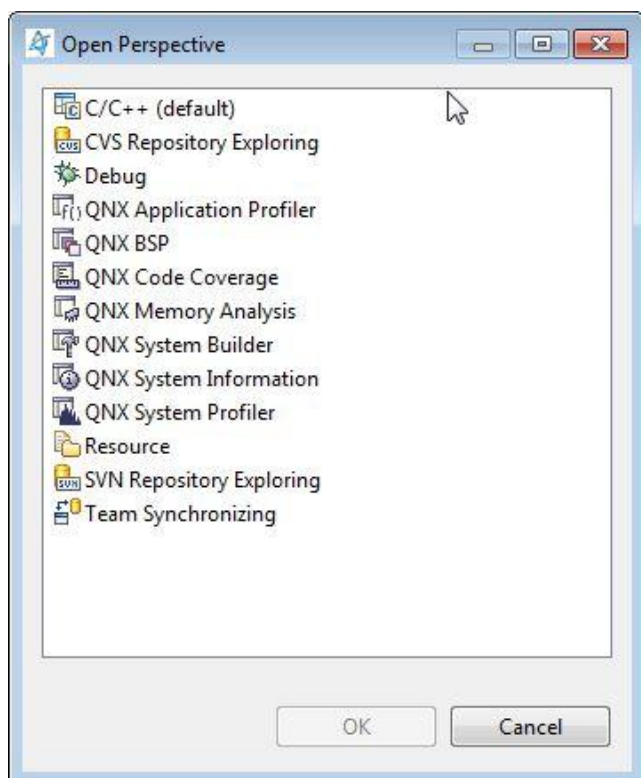 Open Perspective
C/C++ (default)
CVS Repository Exploring
Debug
QNX Application Profiler
QNX BSP
QNX Code Coverage
QNX Memory Analysis
QNX System Builder
QNX System Information
QNX System Profiler
Resource
SVN Repository Exploring
Team Synchronizing
OK
Cancel